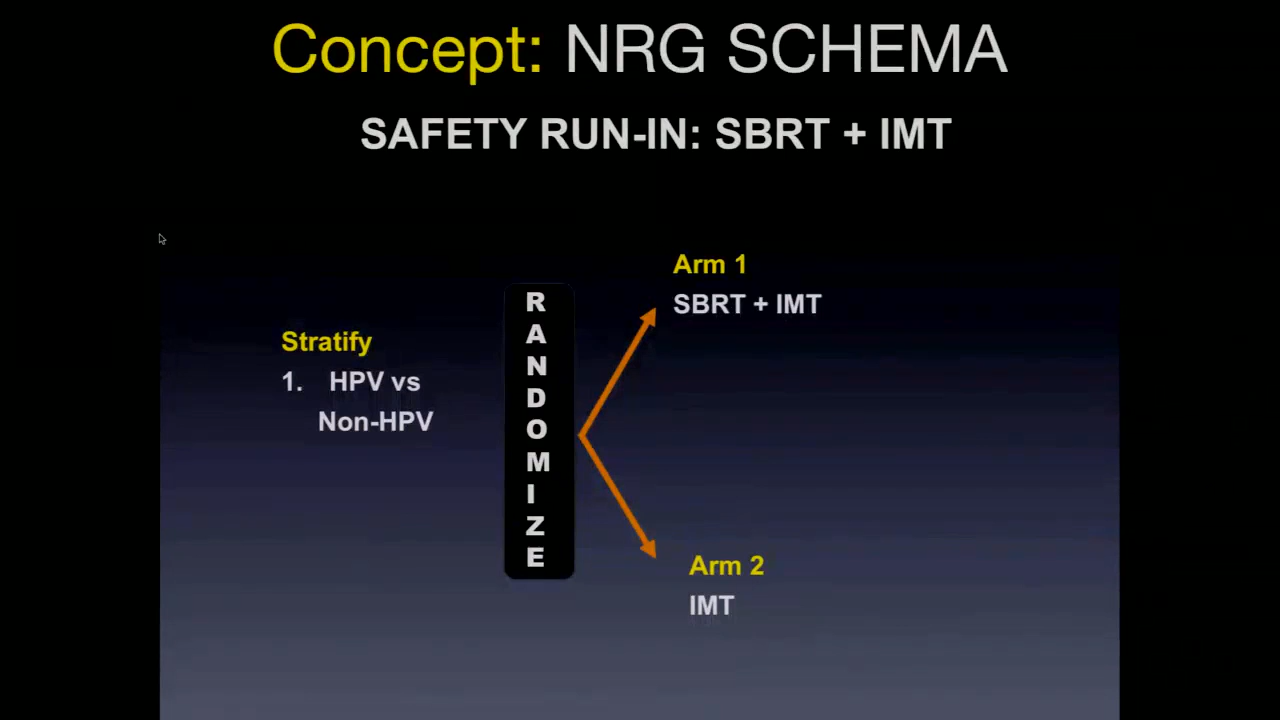 Concept: NRG SCHEMA
SAFETY RUN-IN: SBRT + IMT
Stratify
1. HPV vs
Non-HPV
R
A
N
D
O
M
I
Z
E
Arm 1
SBRT + IMT
Arm 2
IMT